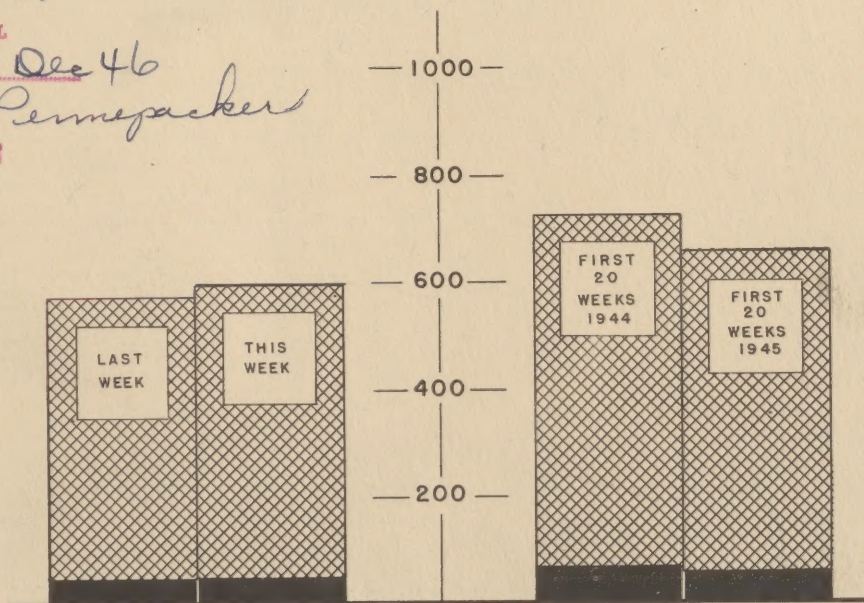 Dec 46
Pennepacker
1000
800
600
400
200
LAST
WEEK
THIS
WEEK
FIRST
20
WEEKS
1944
FIRST
20
WEEKS
1945